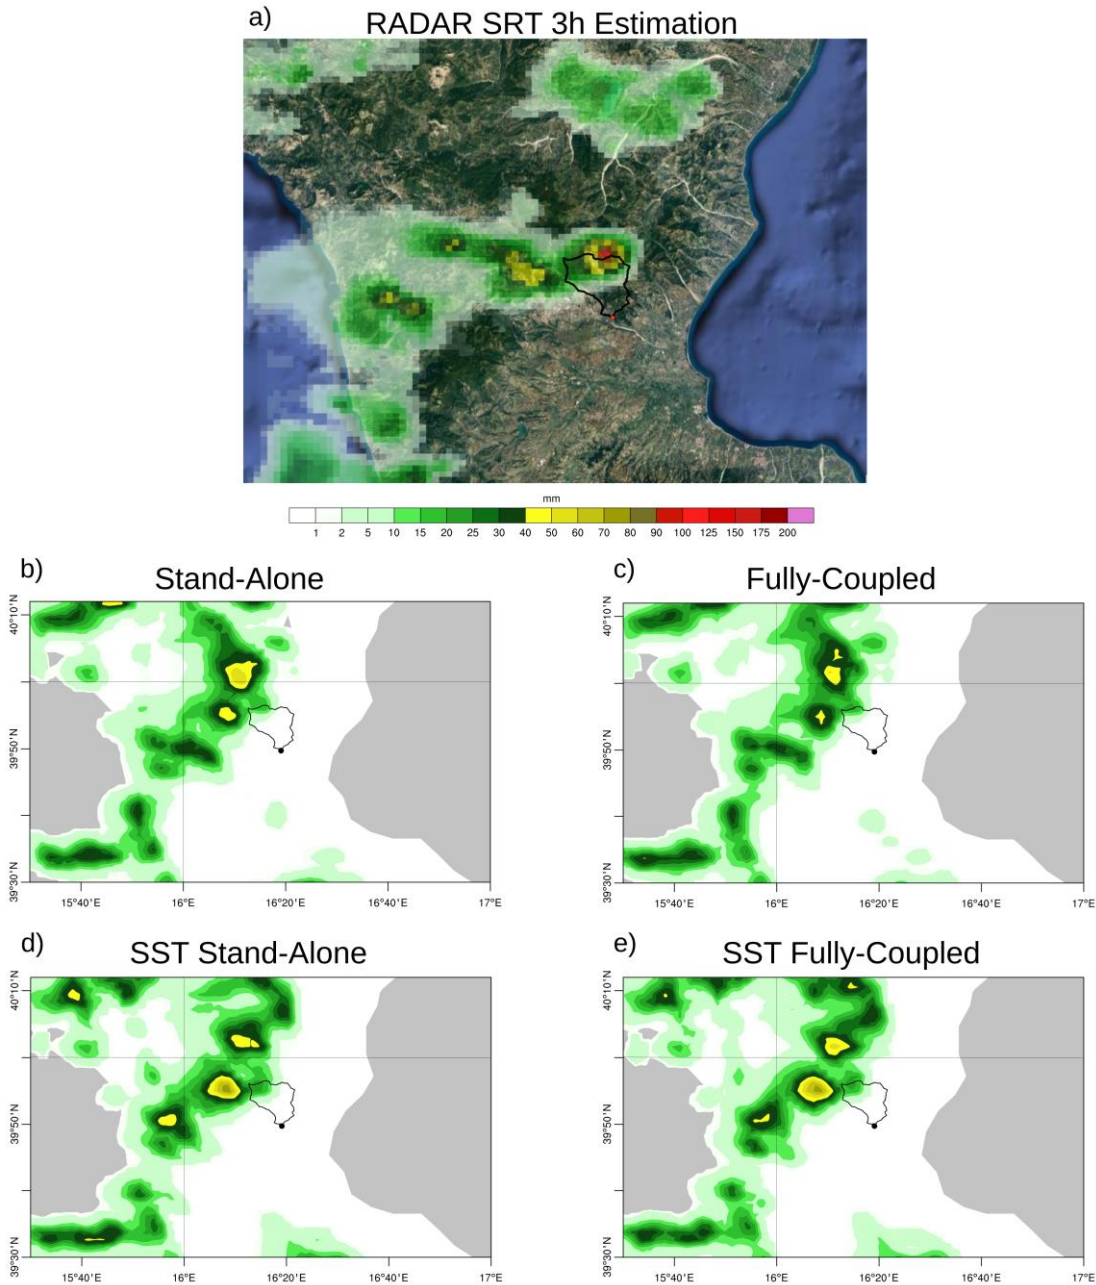 a)
RADAR SRT 3h Estimation
mm
1 2 5 10 15 20 25 30 40 50 60 70 80 90 100 125 150 175 200
b)
Stand-Alone
40°10'N
39°50'N
39°30'N
15°40'E 16°E 16°20'E 16°40'E 17°E
c)
Fully-Coupled
40°10'N
39°50'N
39°30'N
15°40'E 16°E 16°20'E 16°40'E 17°E
d)
SST Stand-Alone
40°10'N
39°50'N
39°30'N
15°40'E 16°E 16°20'E 16°40'E 17°E
e)
SST Fully-Coupled
40°10'N
39°50'N
39°30'N
15°40'E 16°E 16°20'E 16°40'E 17°E